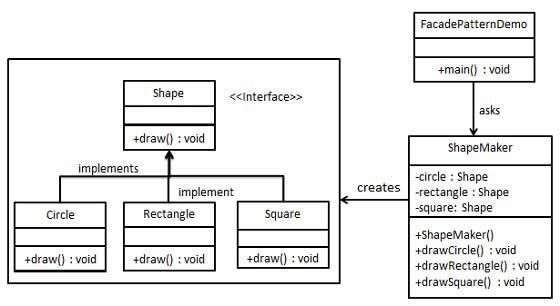 FacadePatternDemo
+main() : void
asks
Shape
<<Interface>>
+draw() : void
implements
implement
Circle
+draw() : void
Rectangle
+draw() : void
Square
+draw() : void
creates
ShapeMaker
-circle : Shape
-rectangle : Shape
-square: Shape
+ShapeMaker()
+drawCircle() : void
+drawRectangle() : void
+drawSquare() : void